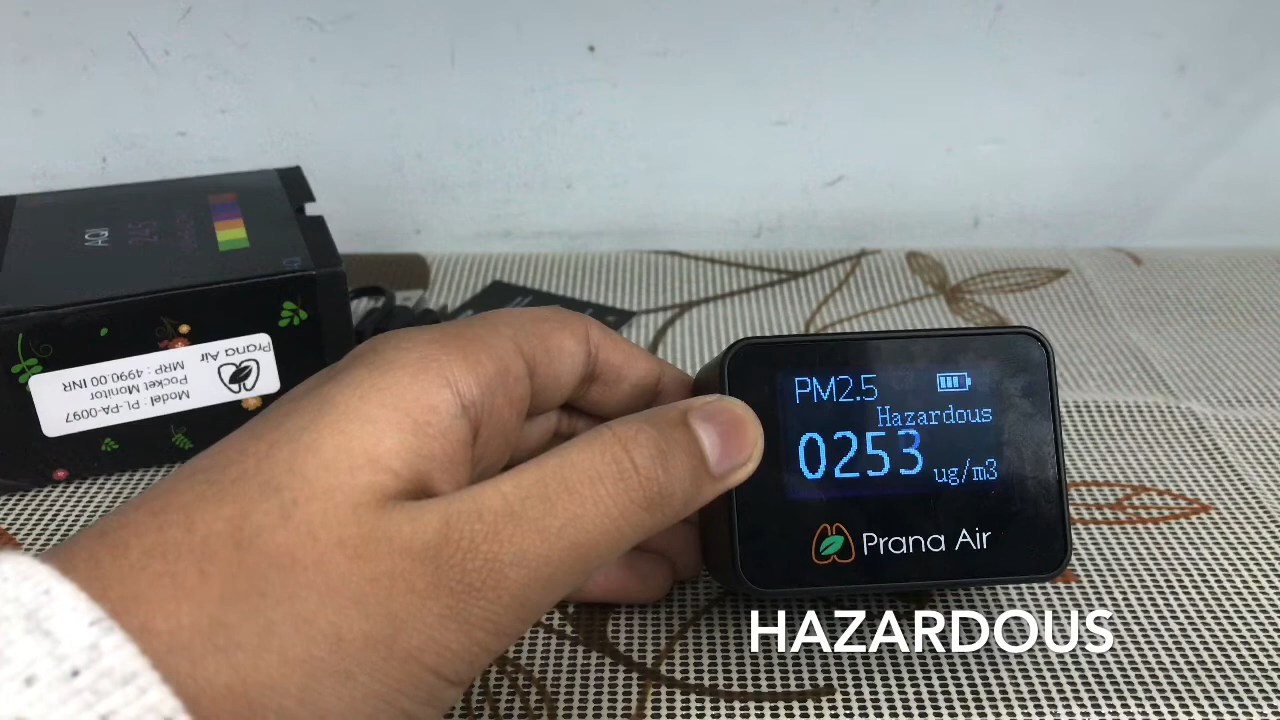 AQI
245
Prana Air
MRP : 4990.00 INR
Pocket Monitor
Model : PL-PA-0097
PM2.5
Hazardous
0253 ug/m3
Prana Air
HAZARDOUS